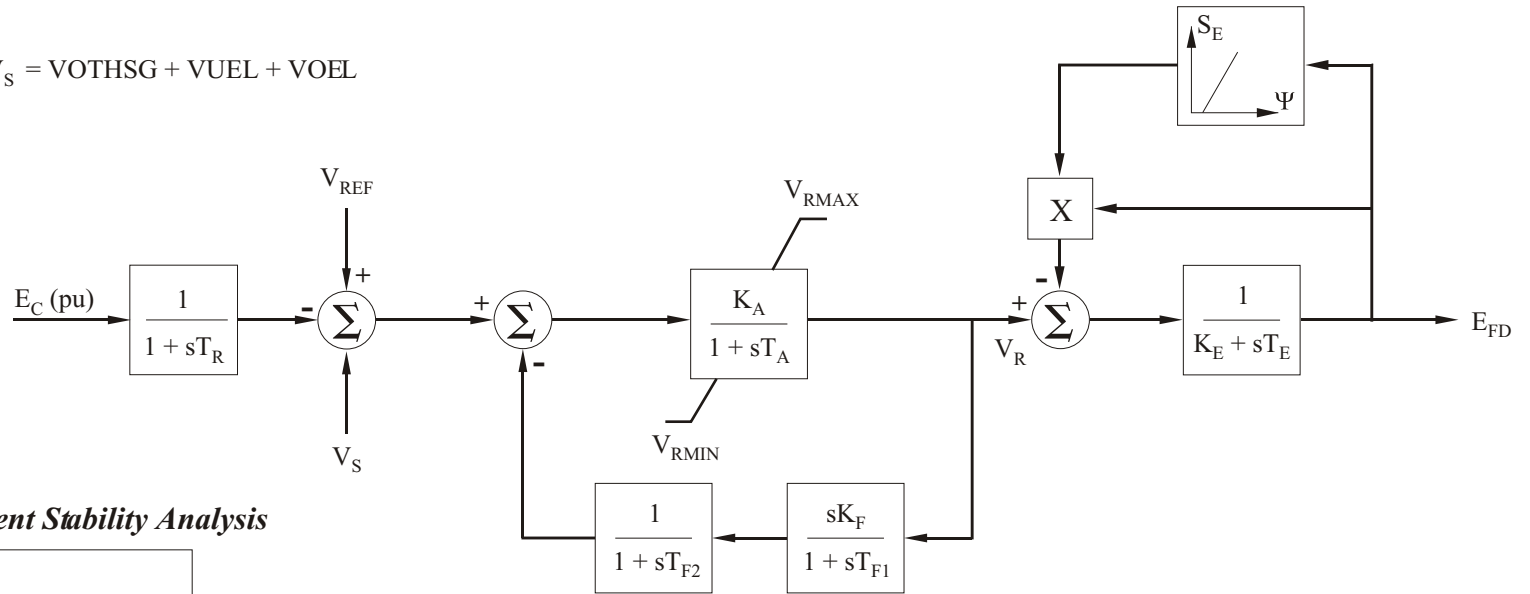 S = VOTHSG + VUEL + VOEL
S_E
Ψ
V_REF
V_RMAX
X
+
-
E_C (pu)
1
1 + sT_R
-
Σ
+
Σ
K_A
1 + sT_A
+
Σ
V_R
1
K_E + sT_E
E_FD
-
V_S
V_RMIN
ent Stability Analysis
1
1 + sT_F2
sK_F
1 + sT_F1